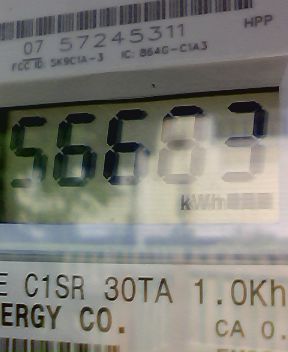 07 57245311
HPP
FCC ID: SK9C1A-3 IC: 864G-C1A3
56683
kWh
E C1SR 30TA 1.0Kh
ERGY CO.
CA 0.